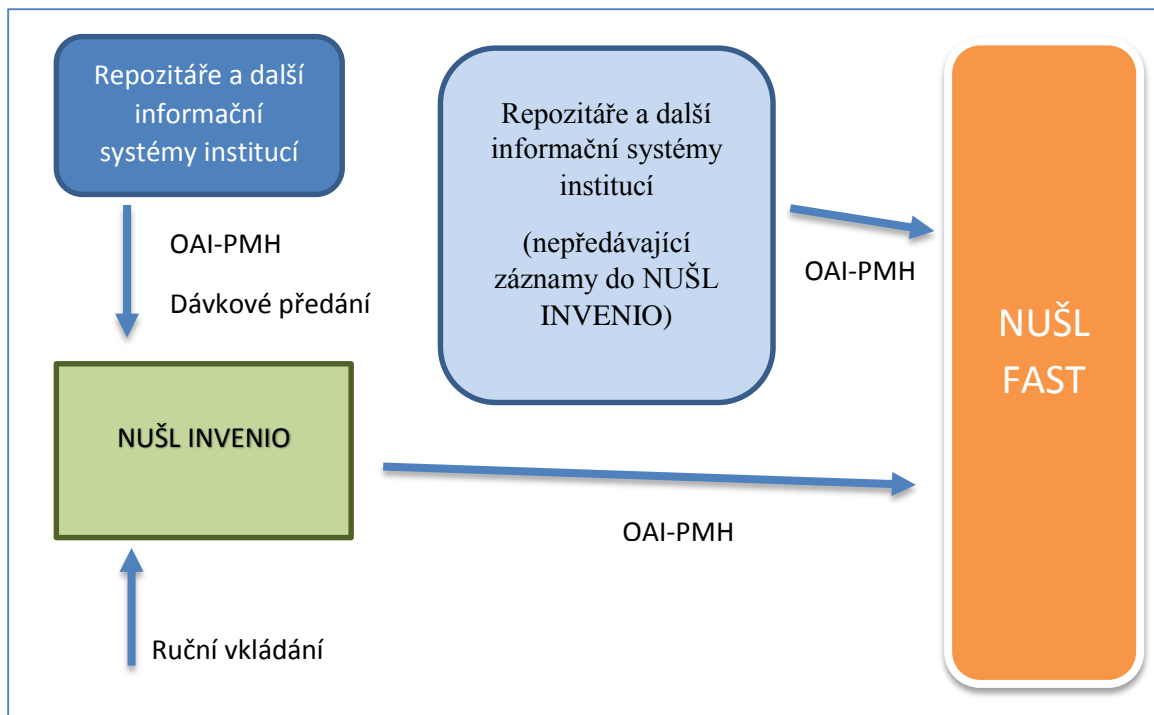 Repozitáře a další
informační
systémy institucí
OAI-PMH
Dávkové předání
NUŠL INVENIO
Ruční vkládání
Repozitáře a další
informační systémy
institucí
(nepředávající
záznamy do NUŠL
INVENIO)
OAI-PMH
OAI-PMH
NUŠL
FAST